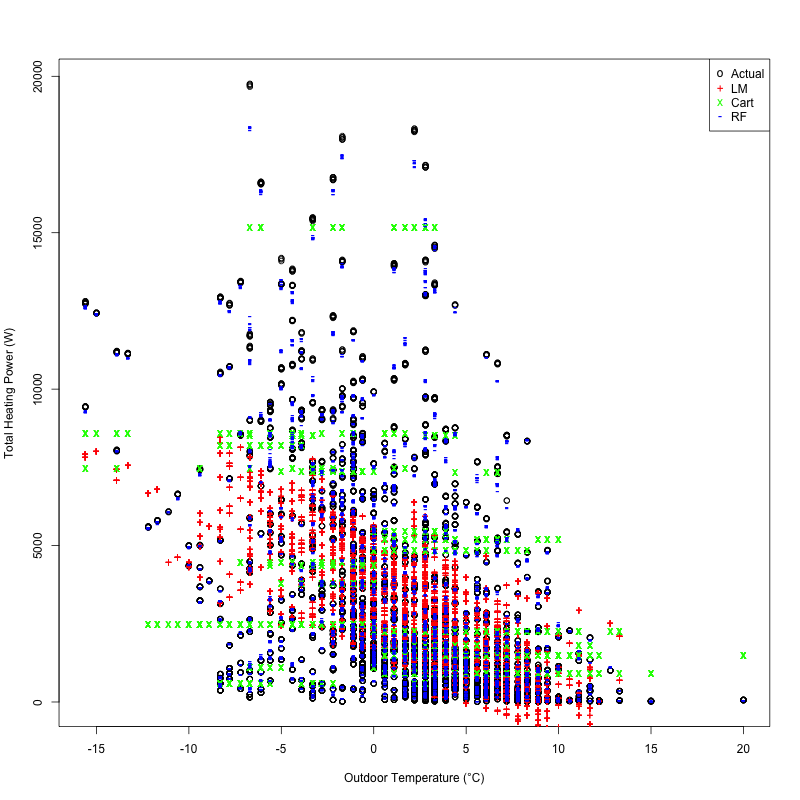 20000
15000
10000
5000
0
Total Heating Power (W)
o Actual
+ LM
x Cart
- RF
-15 -10 -5 0 5 10 15 20
Outdoor Temperature (°C)